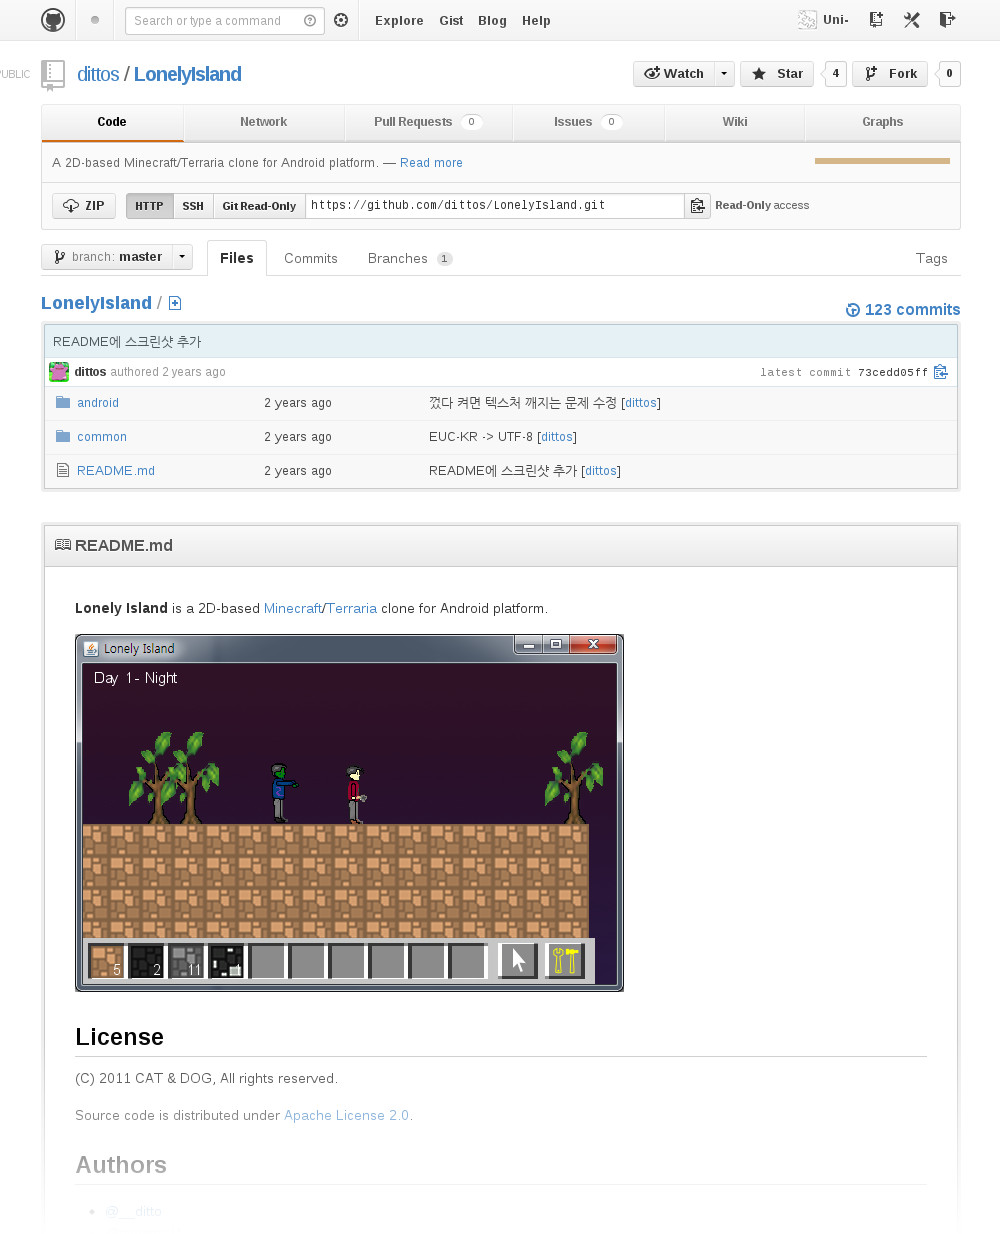 Search or type a command
Explore Gist Blog Help
Uni-
PUBLIC
dittos / LonelyIsland
Watch Star 4 Fork 0
Code Network Pull Requests 0 Issues 0 Wiki Graphs
A 2D-based Minecraft/Terraria clone for Android platform. — Read more
ZIP HTTP SSH Git Read-Only https://github.com/dittos/LonelyIsland.git Read-Only access
branch: master Files Commits Branches 1 Tags
LonelyIsland /
123 commits
README에 스크린샷 추가
dittos authored 2 years ago latest commit 73cedd05ff
android 2 years ago 껐다 켜면 텍스처 깨지는 문제 수정 [dittos]
common 2 years ago EUC-KR -> UTF-8 [dittos]
README.md 2 years ago README에 스크린샷 추가 [dittos]
README.md
Lonely Island is a 2D-based Minecraft/Terraria clone for Android platform.
Lonely Island
Day 1- Night
5 2 11
License
(C) 2011 CAT & DOG, All rights reserved.
Source code is distributed under Apache License 2.0.
Authors
• @__ditto